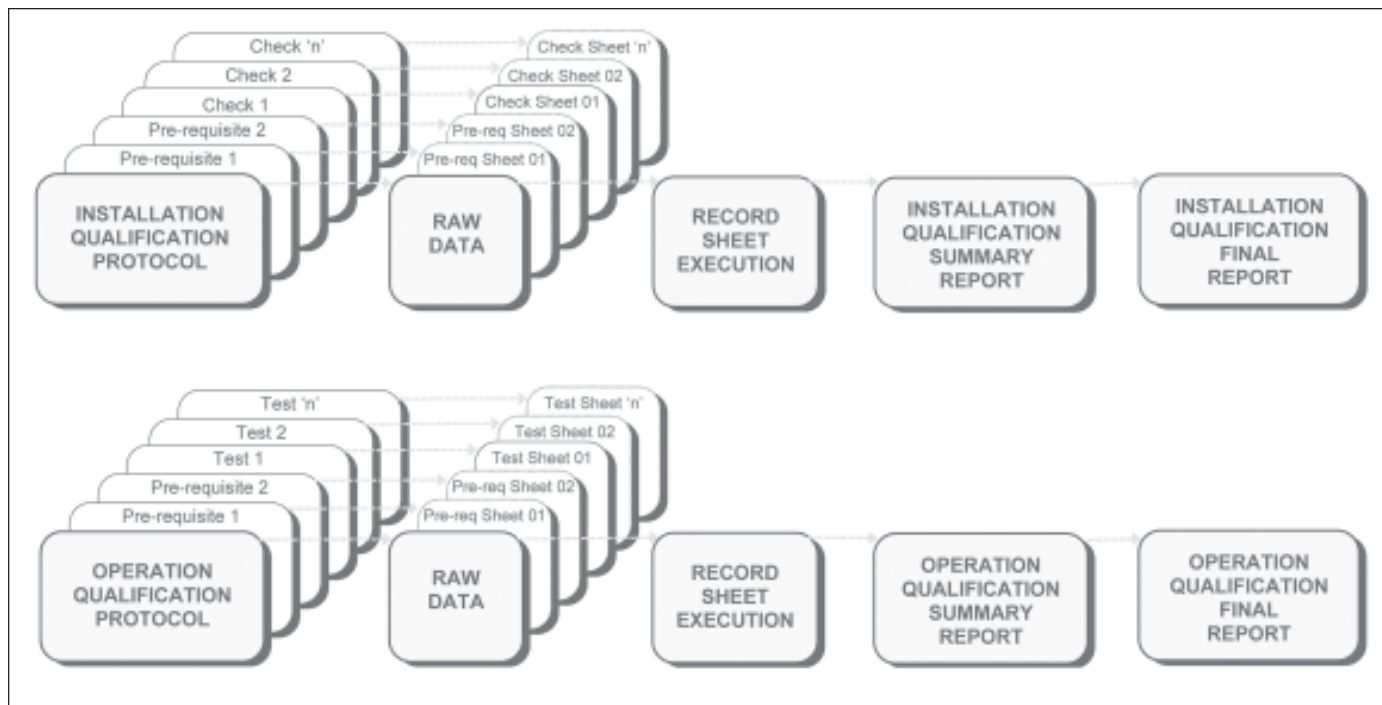 Check 'n'
Check 2
Check 1
Pre-requisite 2
Pre-requisite 1
INSTALLATION
QUALIFICATION
PROTOCOL
Check Sheet 'n'
Check Sheet 02
Check Sheet 01
Pre-req Sheet 02
Pre-req Sheet 01
RAW
DATA
RECORD
SHEET
EXECUTION
INSTALLATION
QUALIFICATION
SUMMARY
REPORT
INSTALLATION
QUALIFICATION
FINAL
REPORT
Test 'n'
Test 2
Test 1
Pre-requisite 2
Pre-requisite 1
OPERATION
QUALIFICATION
PROTOCOL
Test Sheet 'n'
Test Sheet 02
Test Sheet 01
Pre-req Sheet 02
Pre-req Sheet 01
RAW
DATA
RECORD
SHEET
EXECUTION
OPERATION
QUALIFICATION
SUMMARY
REPORT
OPERATION
QUALIFICATION
FINAL
REPORT